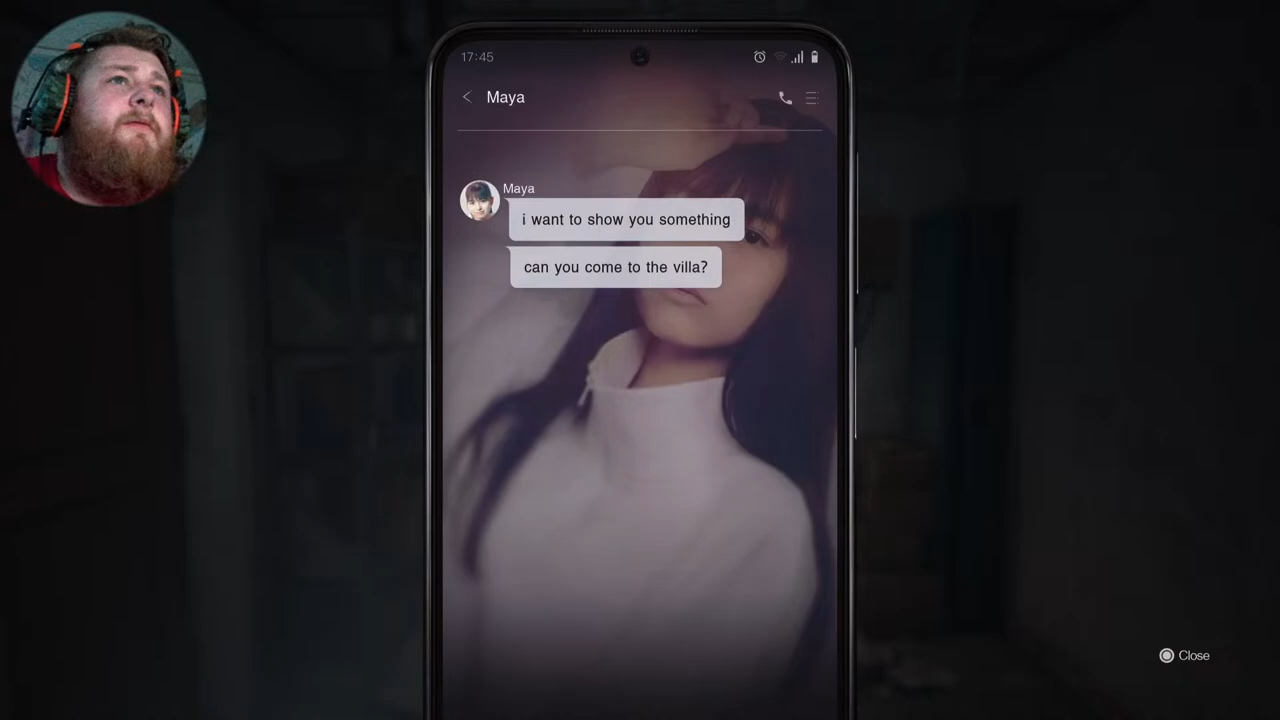 17:45
Maya
Maya
i want to show you something
can you come to the villa?
Close